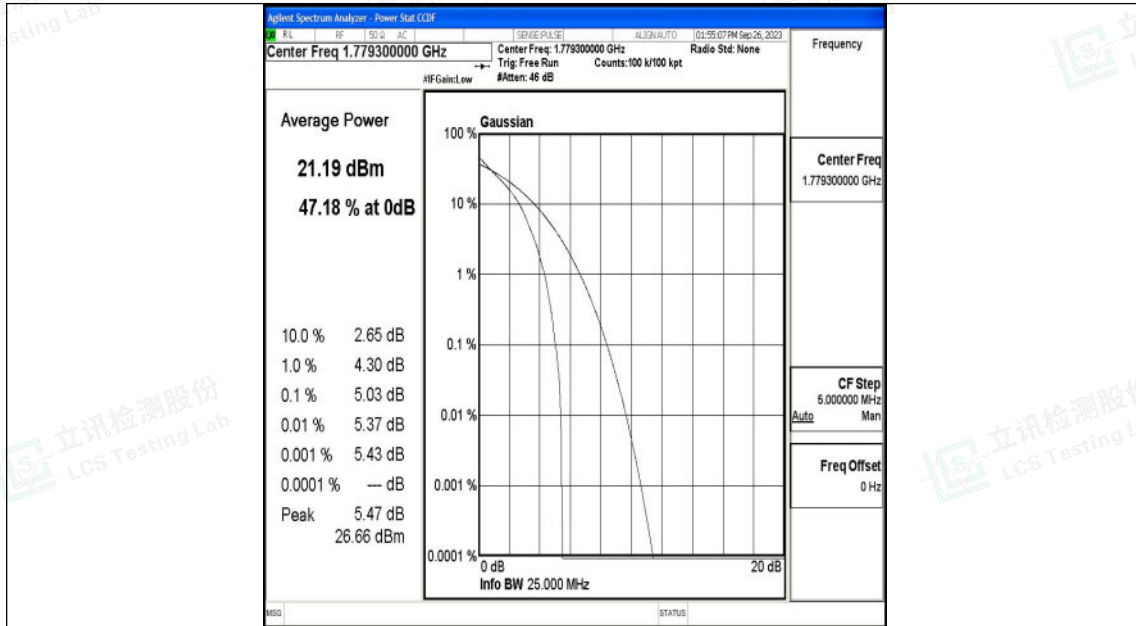 Agilent Spectrum Analyzer - Power Stat CCDF
RL RF 50 Ω AC SENSE:PULSE ALIGNAUTO 01:55:07 PM Sep 26, 2023
Center Freq 1.779300000 GHz
Center Freq: 1.779300000 GHz
Radio Std: None
Trig: Free Run Counts:100 k/100 kpt
#IFGain:Low
#Atten: 46 dB
Frequency
Average Power
21.19 dBm
47.18 % at 0dB
10.0 % 2.65 dB
1.0 % 4.30 dB
0.1 % 5.03 dB
0.01 % 5.37 dB
0.001 % 5.43 dB
0.0001 % --- dB
Peak 5.47 dB
26.66 dBm
Gaussian
100 %
10 %
1 %
0.1 %
0.01 %
0.001 %
0.0001 %
0 dB 20 dB
Info BW 25.000 MHz
Center Freq
1.779300000 GHz
CF Step
5.000000 MHz
Auto Man
Freq Offset
0 Hz
MSG STATUS
立讯检测股份
LCS Testing Lab
立讯检测股份
LCS Testing L
sting Lab